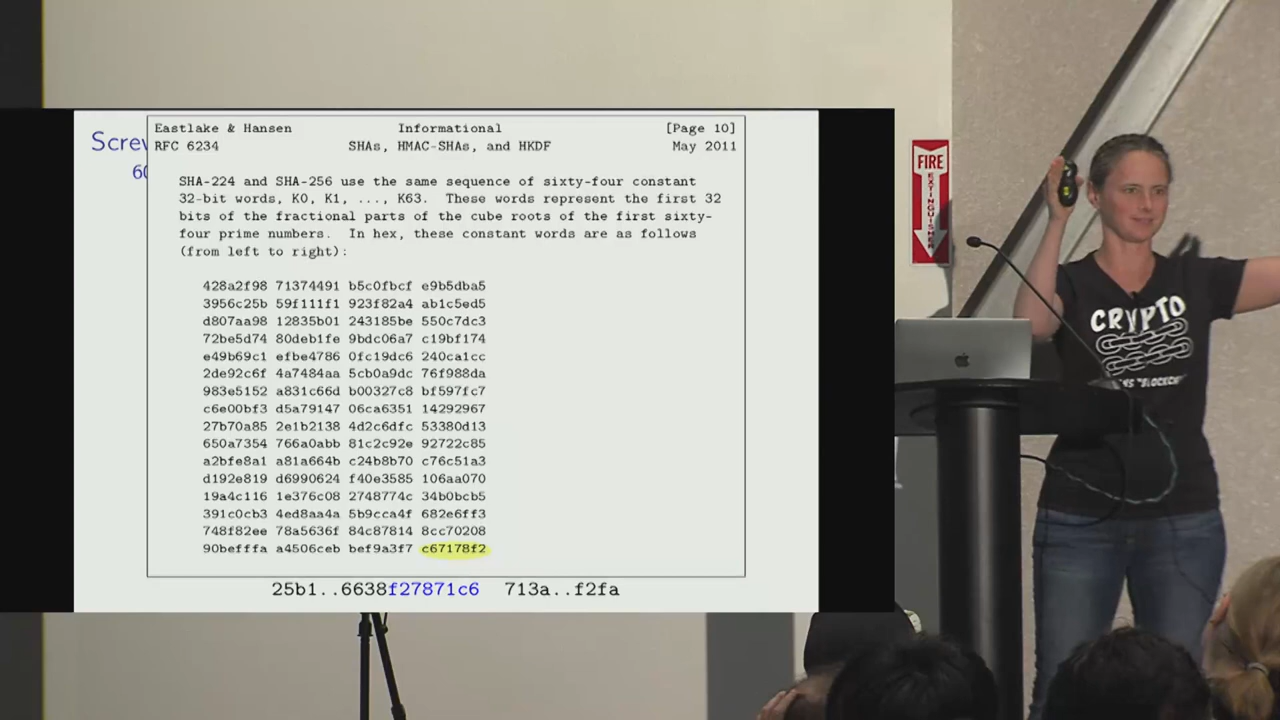 Screw
60
Eastlake & Hansen Informational [Page 10]
RFC 6234 SHAs, HMAC-SHAs, and HKDF May 2011
SHA-224 and SHA-256 use the same sequence of sixty-four constant
32-bit words, K0, K1, ..., K63. These words represent the first 32
bits of the fractional parts of the cube roots of the first sixty-
four prime numbers. In hex, these constant words are as follows
(from left to right):
428a2f98 71374491 b5c0fbcf e9b5dba5
3956c25b 59f111f1 923f82a4 ab1c5ed5
d807aa98 12835b01 243185be 550c7dc3
72be5d74 80deb1fe 9bdc06a7 c19bf174
e49b69c1 efbe4786 0fc19dc6 240ca1cc
2de92c6f 4a7484aa 5cb0a9dc 76f988da
983e5152 a831c66d b00327c8 bf597fc7
c6e00bf3 d5a79147 06ca6351 14292967
27b70a85 2e1b2138 4d2c6dfc 53380d13
650a7354 766a0abb 81c2c92e 92722c85
a2bfe8a1 a81a664b c24b8b70 c76c51a3
d192e819 d6990624 f40e3585 106aa070
19a4c116 1e376c08 2748774c 34b0bcb5
391c0cb3 4ed8aa4a 5b9cca4f 682e6ff3
748f82ee 78a5636f 84c87814 8cc70208
90befffa a4506ceb bef9a3f7 c67178f2
25b1..6638f27871c6 713a..f2fa
FIRE
EXTINGUISHER
CRYPTO